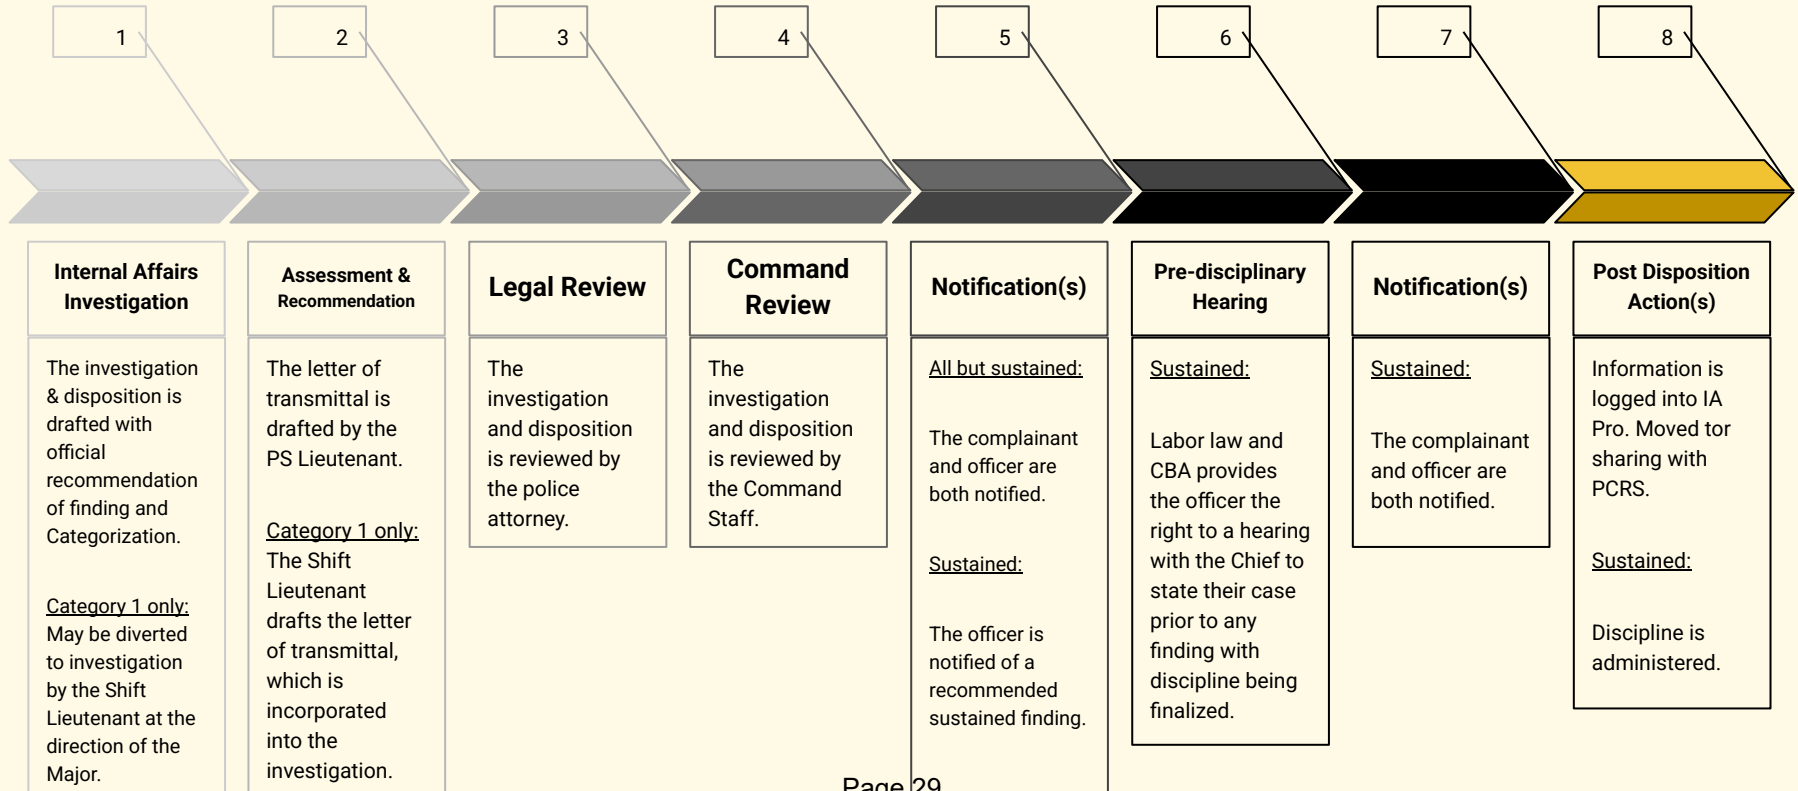 1
2
3
4
5
6
7
8
Internal Affairs
Investigation
The investigation
& disposition is
drafted with
official
recommendation
of finding and
Categorization.
Category 1 only:
May be diverted
to investigation
by the Shift
Lieutenant at the
direction of the
Major.
Assessment &
Recommendation
The letter of
transmittal is
drafted by the
PS Lieutenant.
Category 1 only:
The Shift
Lieutenant
drafts the letter
of transmittal,
which is
incorporated
into the
investigation.
Legal Review
The
investigation
and disposition
is reviewed by
the police
attorney.
Command
Review
The
investigation
and disposition
is reviewed by
the Command
Staff.
Notification(s)
All but sustained:
The complainant
and officer are
both notified.
Sustained:
The officer is
notified of a
recommended
sustained finding.
Pre-disciplinary
Hearing
Sustained:
Labor law and
CBA provides
the officer the
right to a hearing
with the Chief to
state their case
prior to any
finding with
discipline being
finalized.
Notification(s)
Sustained:
The complainant
and officer are
both notified.
Post Disposition
Action(s)
Information is
logged into IA
Pro. Moved tor
sharing with
PCRS.
Sustained:
Discipline is
administered.
Page 29